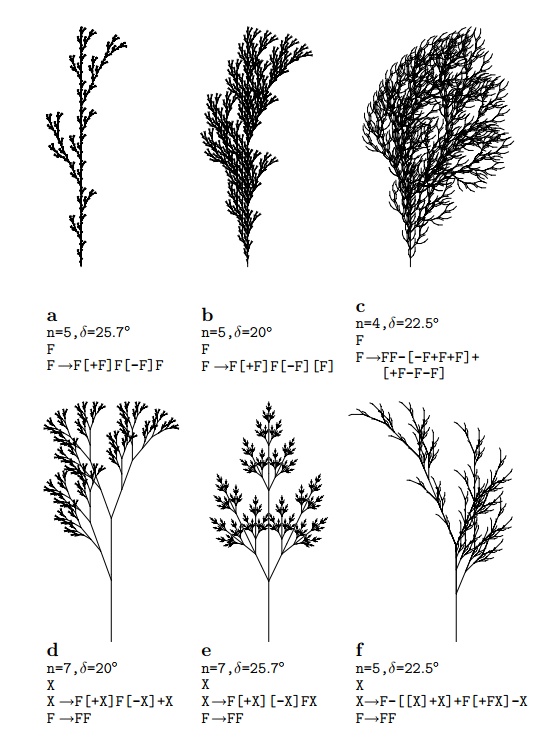 a
n=5,δ=25.7°
F
F→F[+F]F[-F]F
b
n=5,δ=20°
F
F→F[+F]F[-F][F]
c
n=4,δ=22.5°
F
F→FF-[-F+F+F]+
[+F-F-F]
d
n=7,δ=20°
X
X→F[+X]F[-X]+X
F→FF
e
n=7,δ=25.7°
X
X→F[+X][-X]FX
F→FF
f
n=5,δ=22.5°
X
X→F-[[X]+X]+F[+FX]-X
F→FF